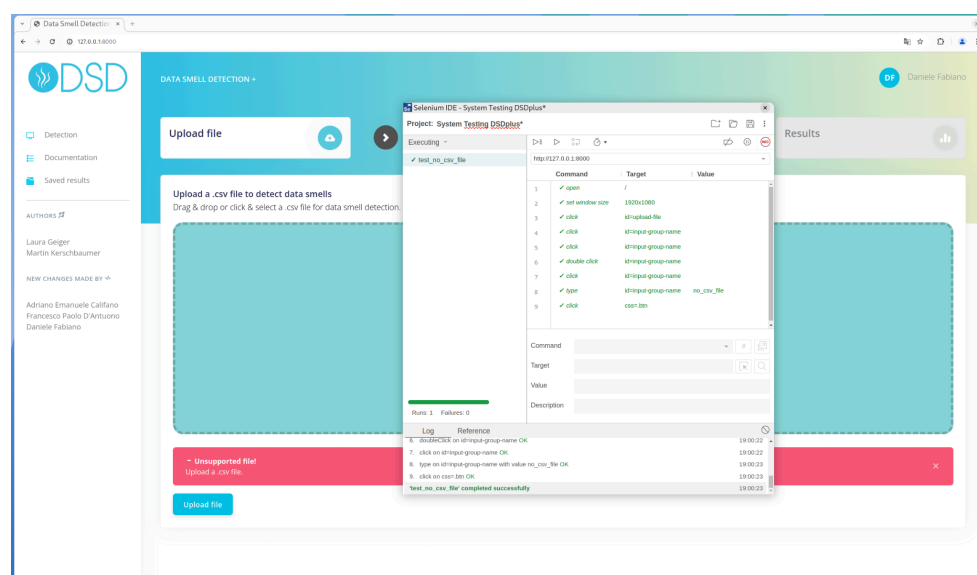 Data Smell Detection
127.0.0.1:8000
DSD
DATA SMELL DETECTION +
DF Daniele Fabiano
Detection
Documentation
Saved results
AUTHORS
Laura Geiger
Martin Kerschbaumer
NEW CHANGES MADE BY
Adriano Emanuele Califano
Francesco Paolo D'Antuono
Daniele Fabiano
Upload file
Results
Upload a .csv file to detect data smells
Drag & drop or click & select a .csv file for data smell detection.
Unsupported file!
Upload a .csv file.
Upload file
Selenium IDE - System Testing DSDplus*
Project: System Testing DSDplus*
Executing
REC
✓ test_no_csv_file
http://127.0.0.1:8000
Command Target Value
1 ✓ open /
2 ✓ set window size 1920x1080
3 ✓ click id=upload-file
4 ✓ click id=input-group-name
5 ✓ click id=input-group-name
6 ✓ double click id=input-group-name
7 ✓ click id=input-group-name
8 ✓ type id=input-group-name no_csv_file
9 ✓ click css=.btn
Command
Target
Value
Description
Runs: 1 Failures: 0
Log Reference
6. doubleClick on id=input-group-name OK 19:00:22
7. click on id=input-group-name OK 19:00:22
8. type on id=input-group-name with value no_csv_file OK 19:00:23
9. click on css=.btn OK 19:00:23
'test_no_csv_file' completed successfully 19:00:23